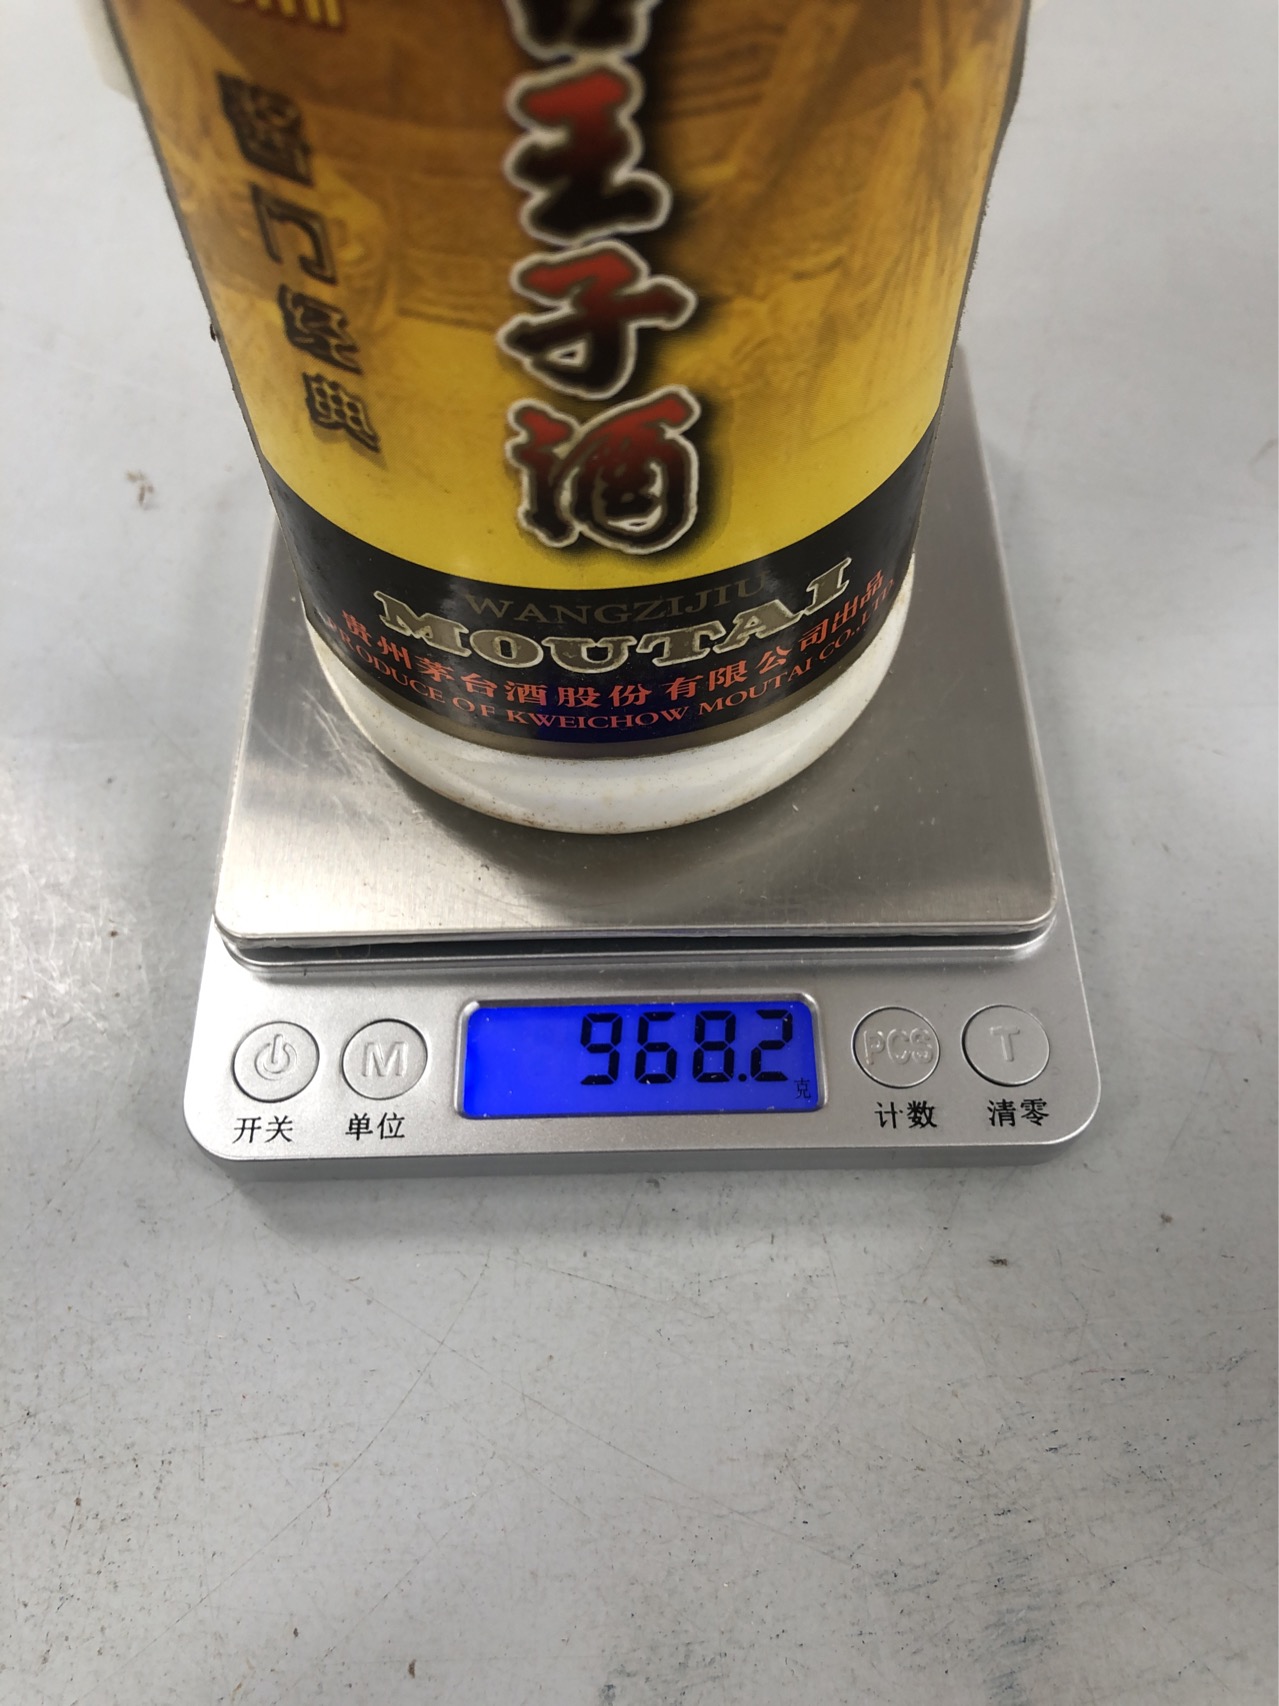 王子酒
酱门经典
WANGZIJIU
MOUTAI
贵州茅台酒股份有限公司出品
PRODUCE OF KWEICHOW MOUTAI CO.,LTD
968.2
克
M
PCS
T
开关
单位
计数
清零